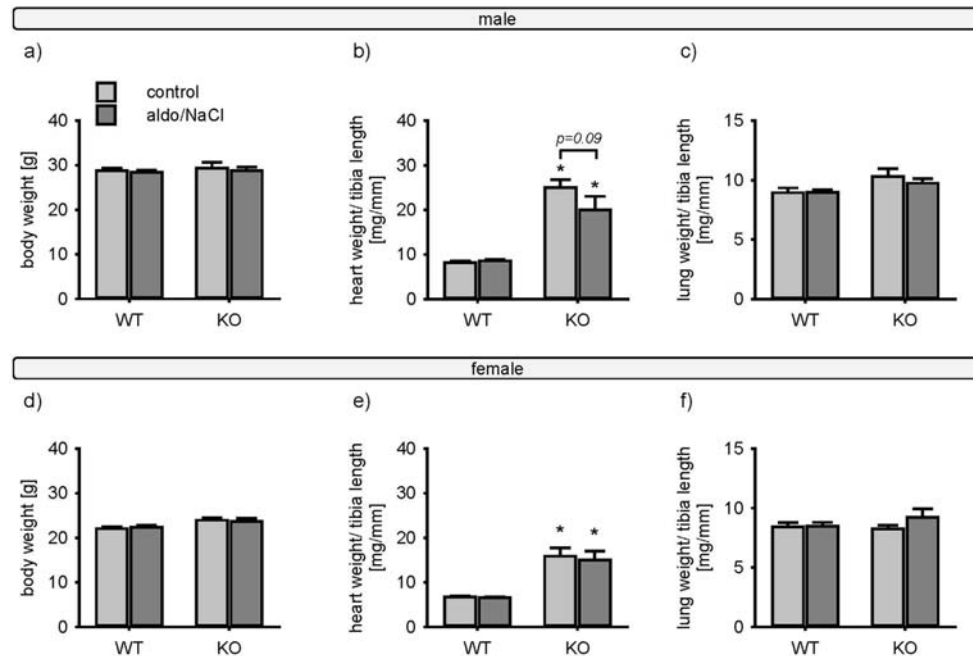 male
a)
b)
c)
control
aldo/NaCl
body weight [g]
40
30
20
10
0
WT
KO
heart weight/ tibia length
[mg/mm]
40
30
20
10
0
p=0.09
*
*
WT
KO
lung weight/ tibia length
[mg/mm]
15
10
5
0
WT
KO
female
d)
e)
f)
body weight [g]
40
30
20
10
0
WT
KO
heart weight/ tibia length
[mg/mm]
40
30
20
10
0
*
*
WT
KO
lung weight/ tibia length
[mg/mm]
15
10
5
0
WT
KO